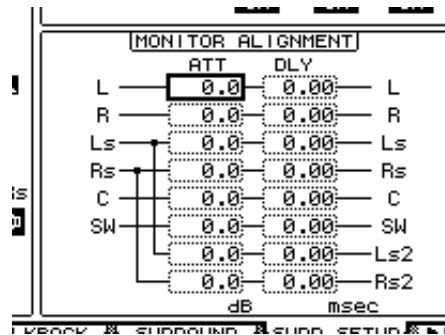 MONITOR ALIGNMENT
ATT DLY
L 0.0 0.00 L
R 0.0 0.00 R
Ls 0.0 0.00 Ls
Rs 0.0 0.00 Rs
C 0.0 0.00 C
SW 0.0 0.00 SW
0.0 0.00 Ls2
0.0 0.00 Rs2
dB msec
SURROUND SURR SETUP